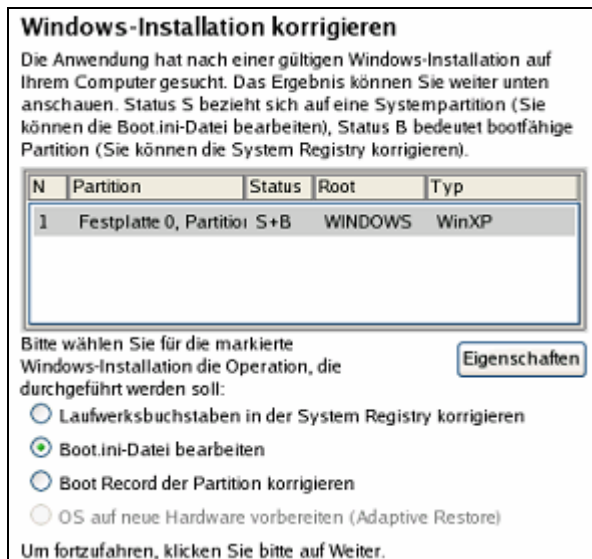 Windows-Installation korrigieren
Die Anwendung hat nach einer gültigen Windows-Installation auf
Ihrem Computer gesucht. Das Ergebnis können Sie weiter unten
anschauen. Status S bezieht sich auf eine Systempartition (Sie
können die Boot.ini-Datei bearbeiten), Status B bedeutet bootfähige
Partition (Sie können die System Registry korrigieren).
N Partition Status Root Typ
1 Festplatte 0, Partitio S+B WINDOWS WinXP
Bitte wählen Sie für die markierte
Windows-Installation die Operation, die
durchgeführt werden soll:
Eigenschaften
Laufwerksbuchstaben in der System Registry korrigieren
Boot.ini-Datei bearbeiten
Boot Record der Partition korrigieren
OS auf neue Hardware vorbereiten (Adaptive Restore)
Um fortzufahren, klicken Sie bitte auf Weiter.